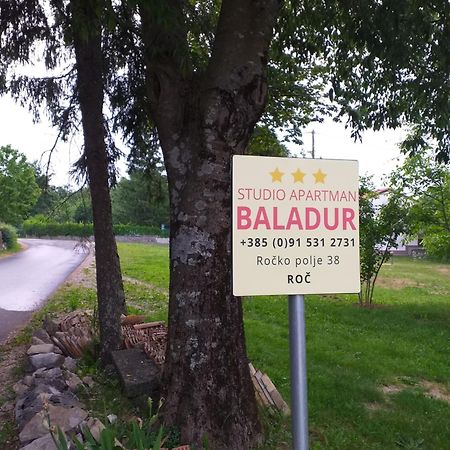 STUDIO APARTMAN
BALADUR
+385 (0)91 531 2731
Ročko polje 38
ROČ